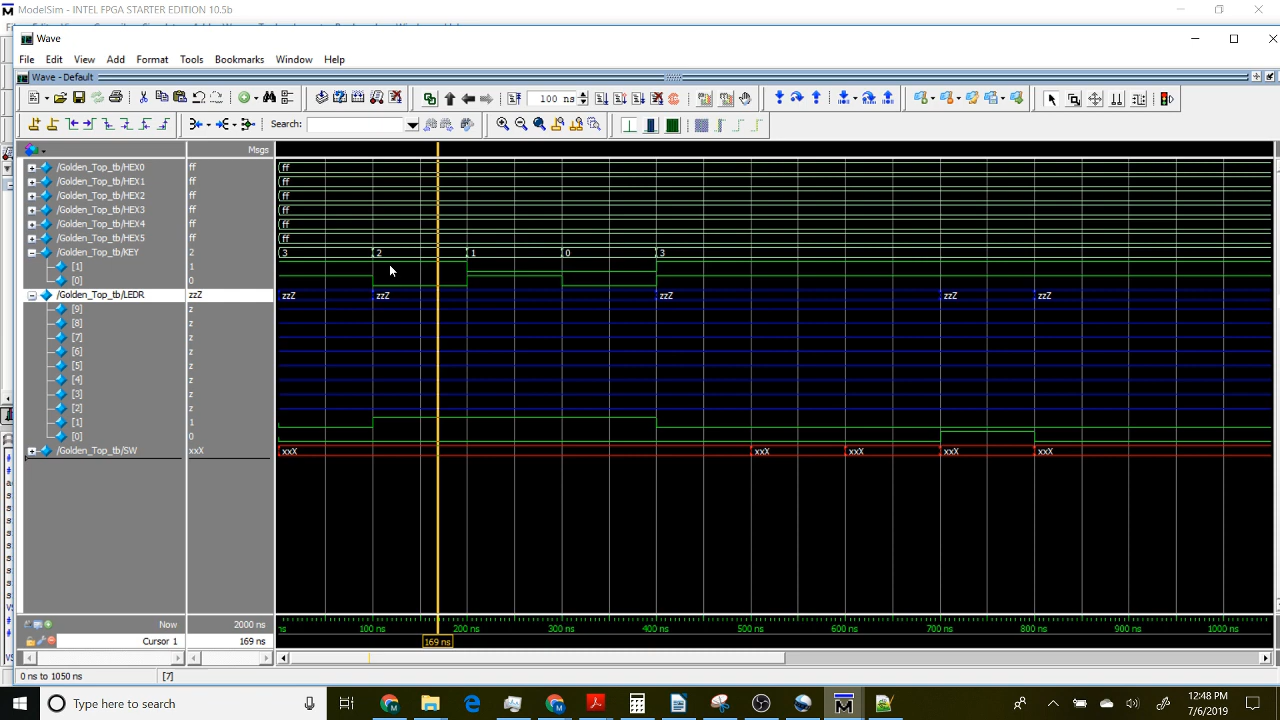 ModelSim - INTEL FPGA STARTER EDITION 10.5b
Wave
File Edit View Add Tools Format Bookmarks Window Help
Wave - Default
100 ns
Search:
Msgs
/Golden_Top_tb/HEX0 ff ff
/Golden_Top_tb/HEX1 ff ff
/Golden_Top_tb/HEX2 ff ff
/Golden_Top_tb/HEX3 ff ff
/Golden_Top_tb/HEX4 ff ff
/Golden_Top_tb/HEX5 ff ff
/Golden_Top_tb/KEY 2 3 2 1 0 3
[1] 1
[0] 0
/Golden_Top_tb/LEDR zzZ zzZ zzZ zzZ zzZ zzZ
[9] z
[8] z
[7] z
[6] z
[5] z
[4] z
[3] z
[2] z
[1] 1
[0] 0
/Golden_Top_tb/SW xxX xxX xxX xxX xxX xxX
Now 2000 ns ns 100 ns 200 ns 300 ns 400 ns 500 ns 600 ns 700 ns 800 ns 900 ns 1000 ns
Cursor 1 169 ns 169 ns
0 ns to 1050 ns [7]
Type here to search
12:48 PM
7/6/2019